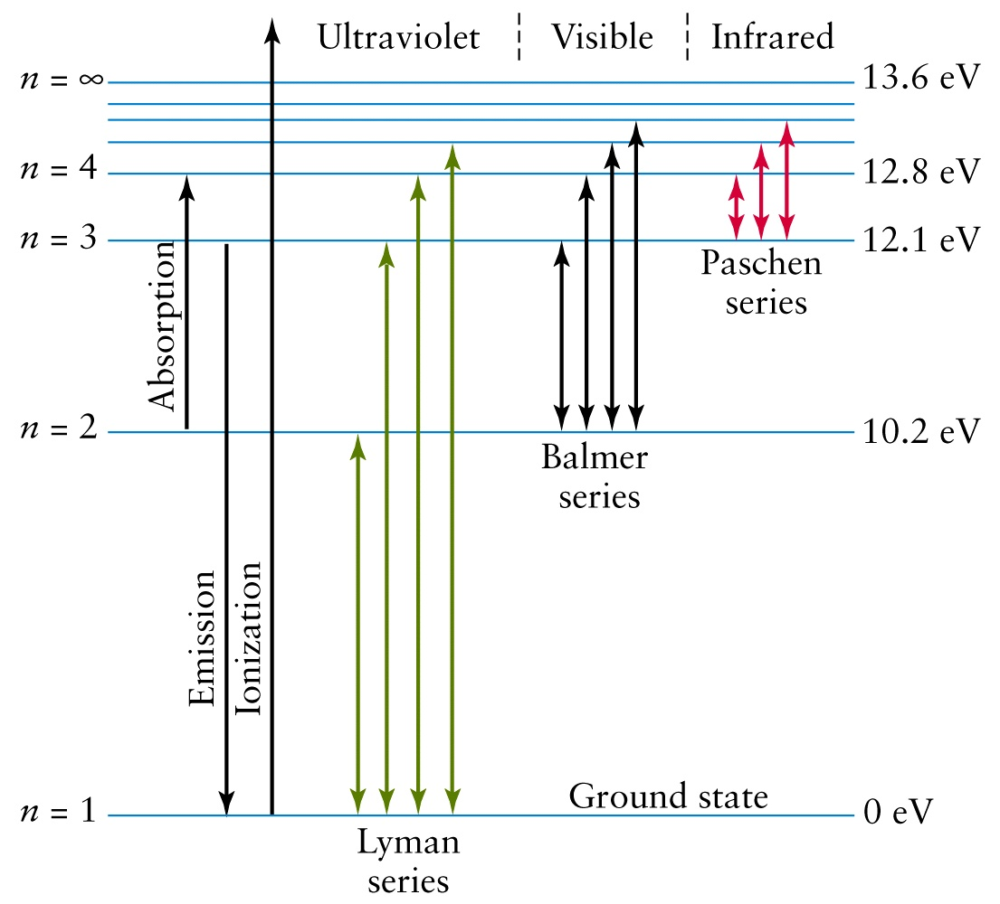 Ultraviolet
Visible
Infrared
n = ∞
13.6 eV
n = 4
12.8 eV
n = 3
12.1 eV
Absorption
Paschen
series
n = 2
10.2 eV
Balmer
series
Emission
Ionization
Ground state
n = 1
0 eV
Lyman
series